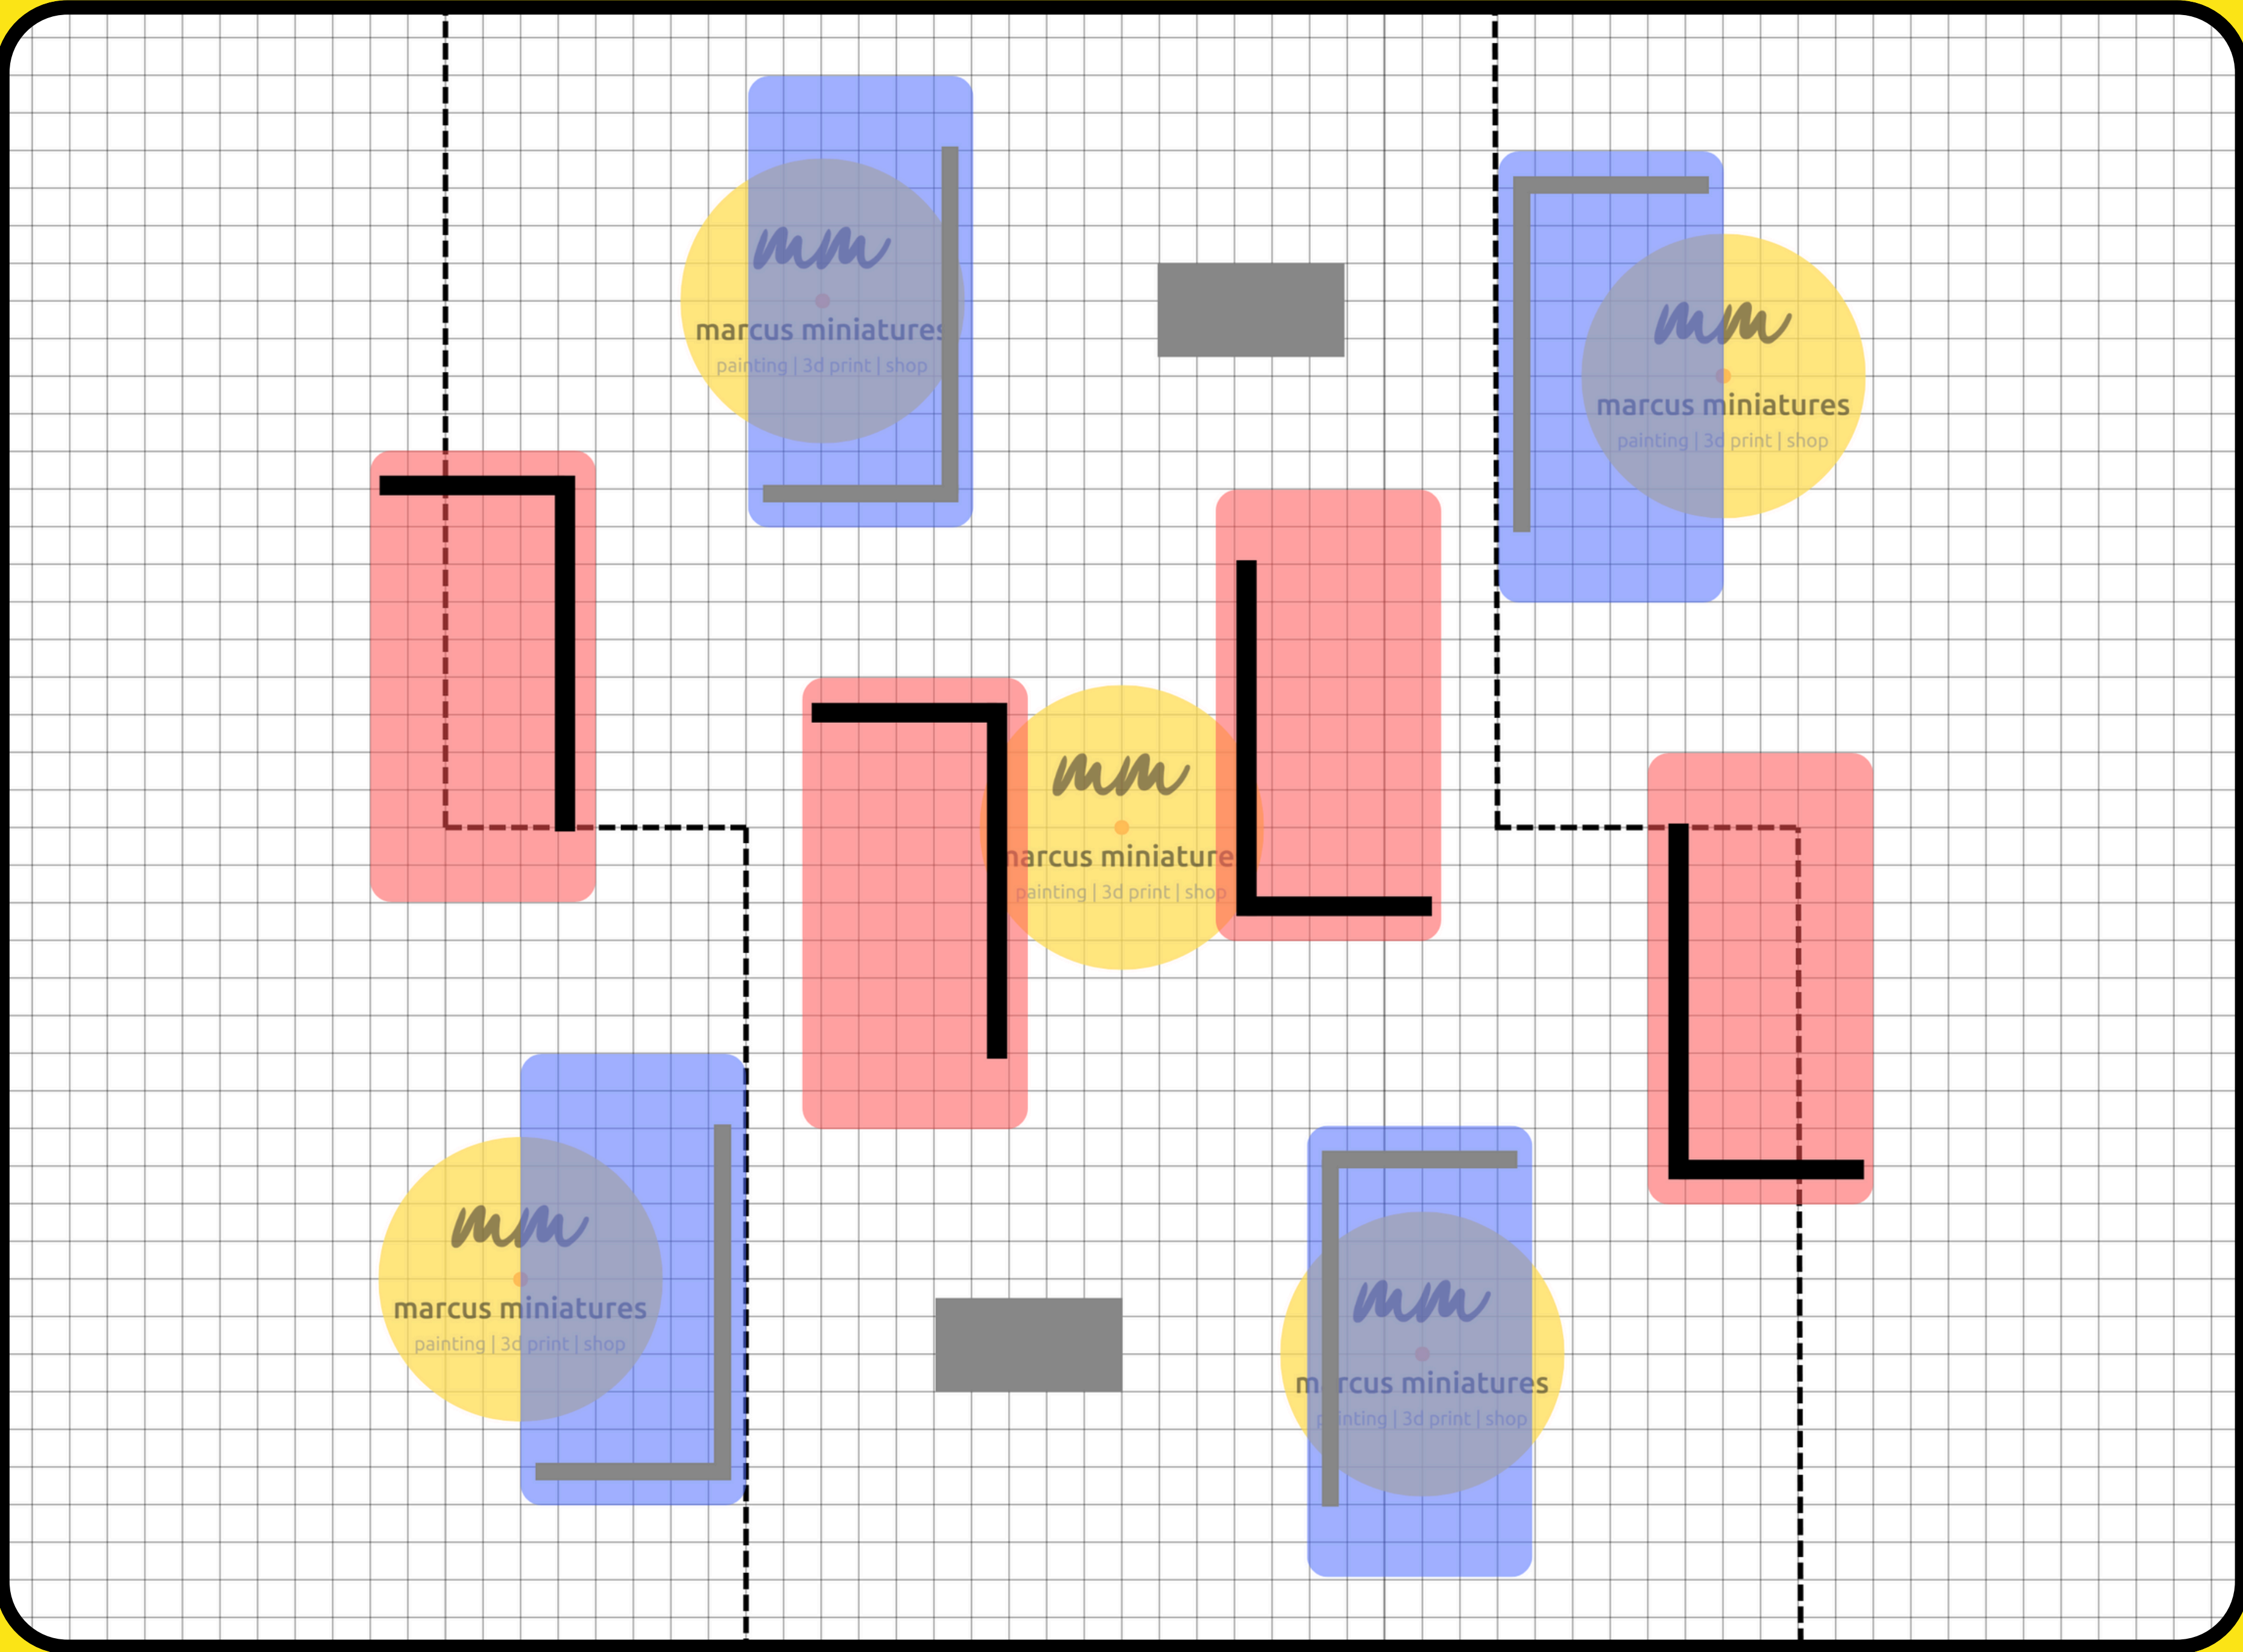 mm
marcus miniatures
painting | 3d print | shop
mm
marcus miniatures
painting | 3d print | shop
mm
marcus miniatures
painting | 3d print | shop
mm
marcus miniatures
painting | 3d print | shop
mm
marcus miniatures
painting | 3d print | shop